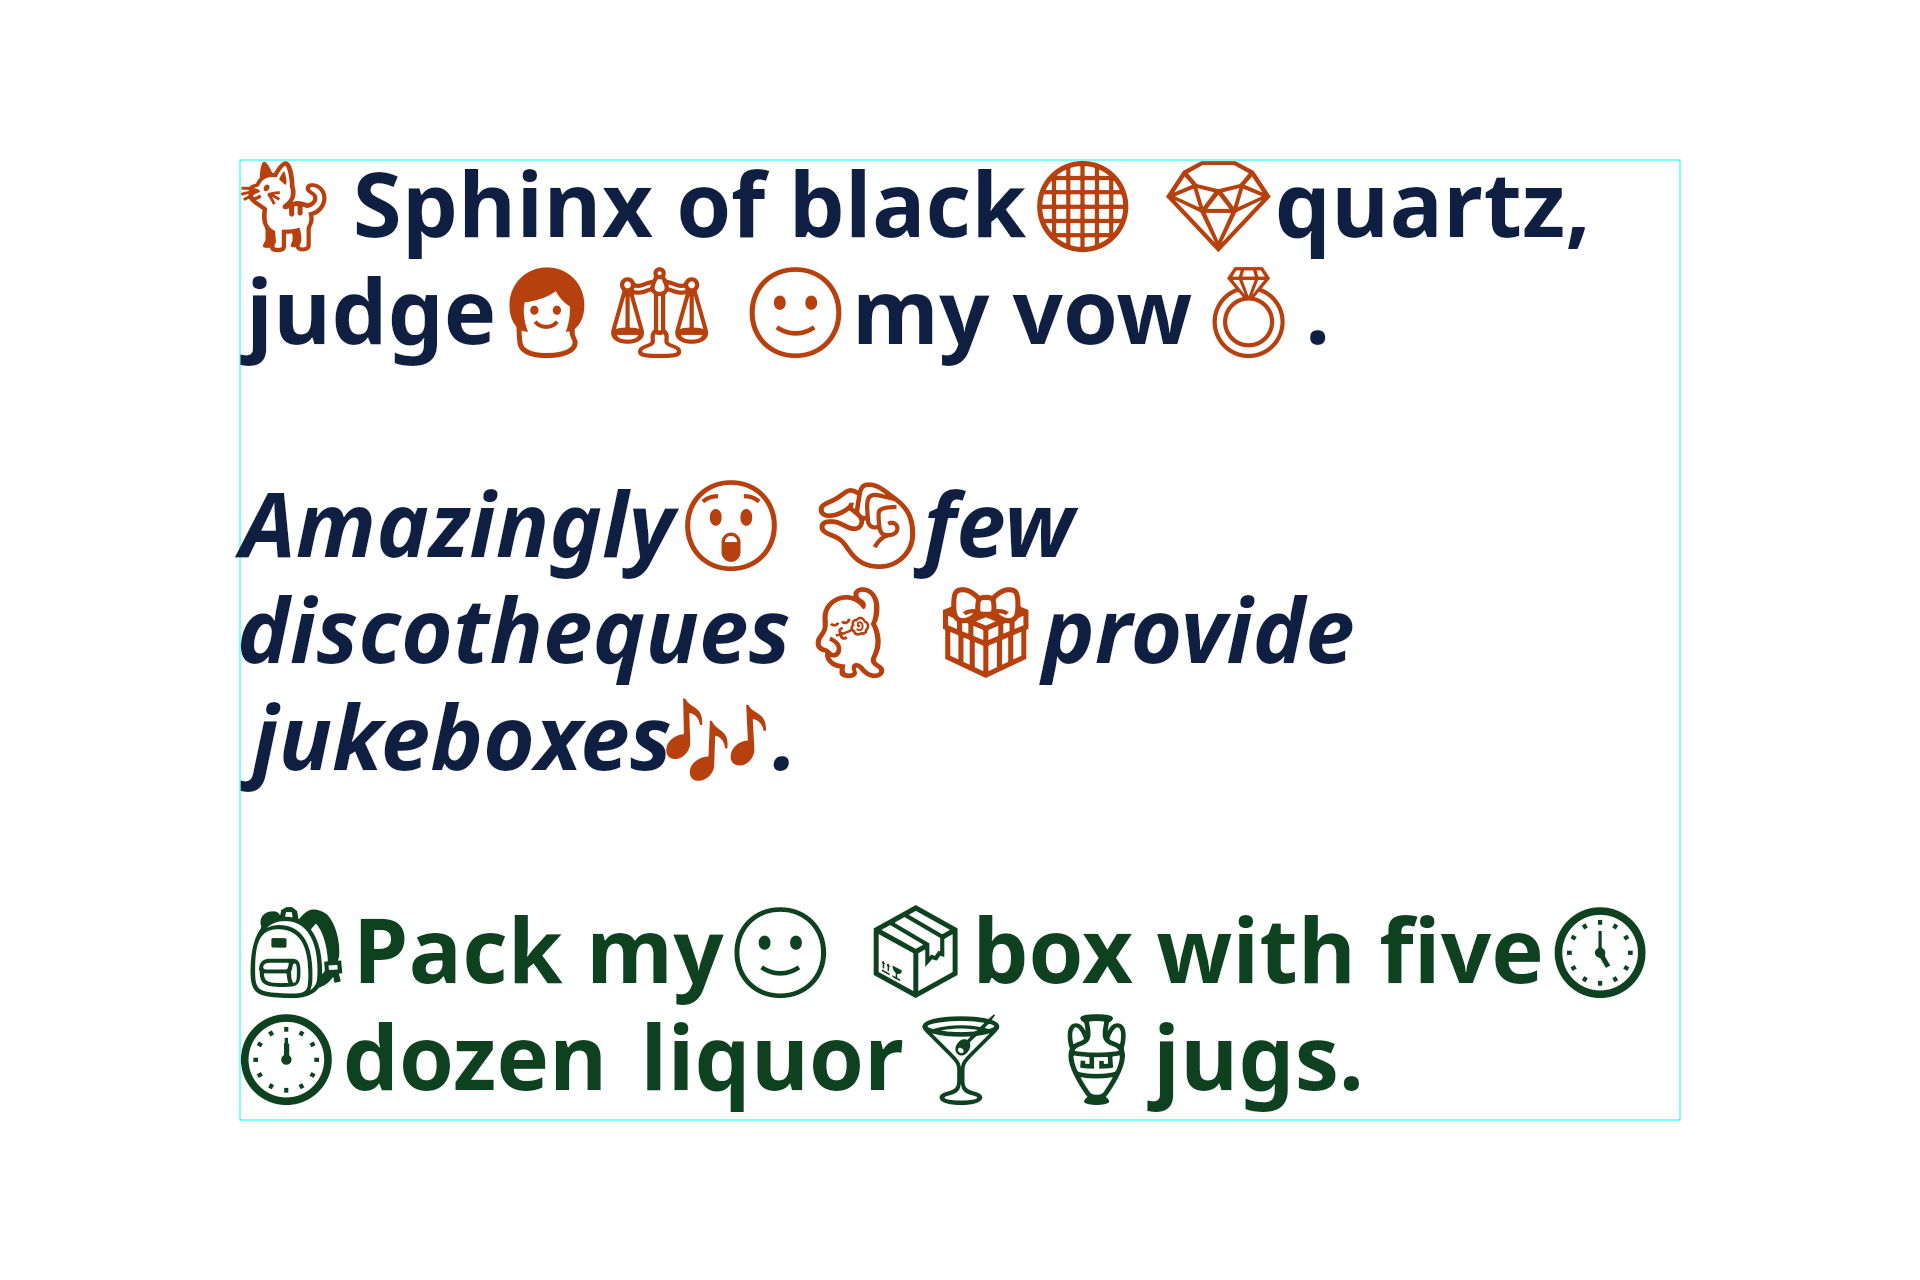 🐈 Sphinx of black🌐 💎quartz,
judge👩⚖ 🙂my vow💍.
Amazingly😲 🤏few
discotheques💃 🎁provide
jukeboxes🎶.
🎒Pack my🙂 📦box with five🕔
🕛dozen liquor🍸 🏺jugs.